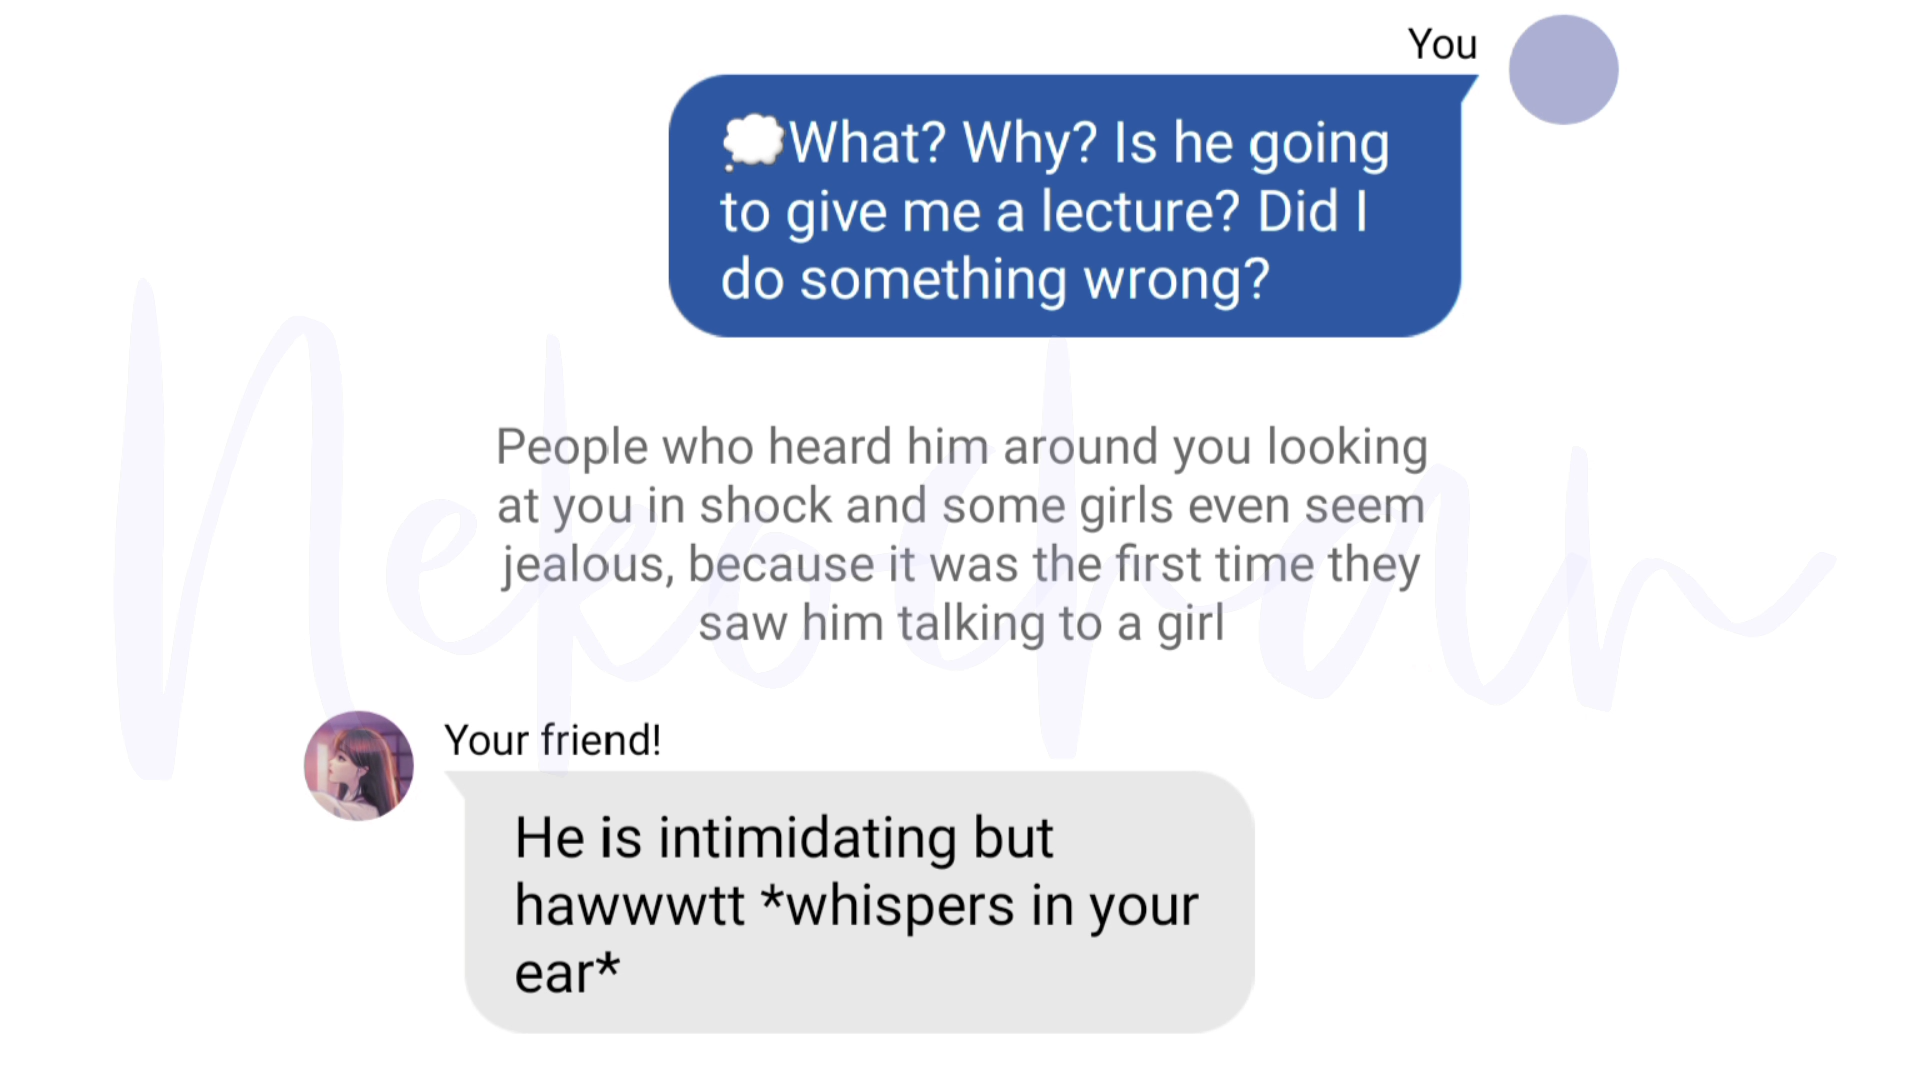 You
💭What? Why? Is he going
to give me a lecture? Did I
do something wrong?
People who heard him around you looking
at you in shock and some girls even seem
jealous, because it was the first time they
saw him talking to a girl
Your friend!
He is intimidating but
hawwwtt *whispers in your
ear*